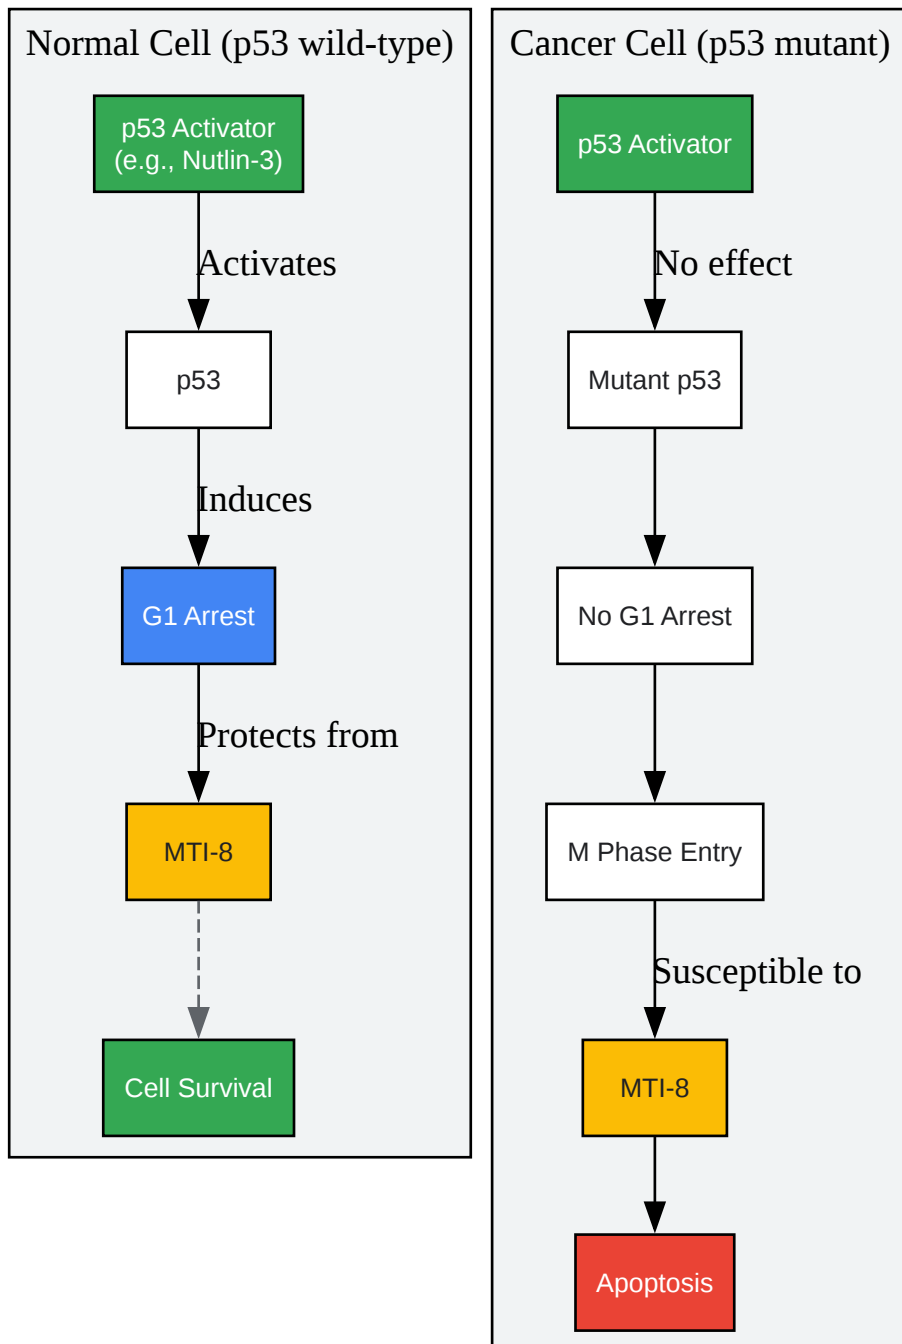 Normal Cell (p53 wild-type)
p53 Activator
(e.g., Nutlin-3)
Activates
p53
Induces
G1 Arrest
Protects from
MTI-8
Cell Survival
Cancer Cell (p53 mutant)
p53 Activator
No effect
Mutant p53
No G1 Arrest
M Phase Entry
Susceptible to
MTI-8
Apoptosis